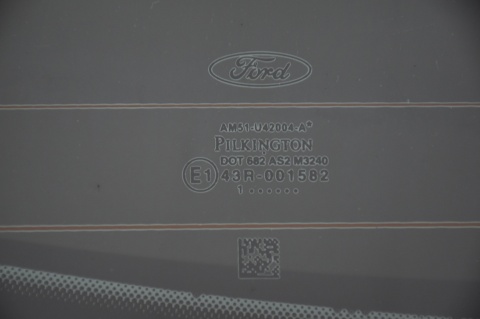 Ford
AM51-U42004-A*
PILKINGTON
DOT 682 AS2 M3240
E1 43R-001582
1 ......